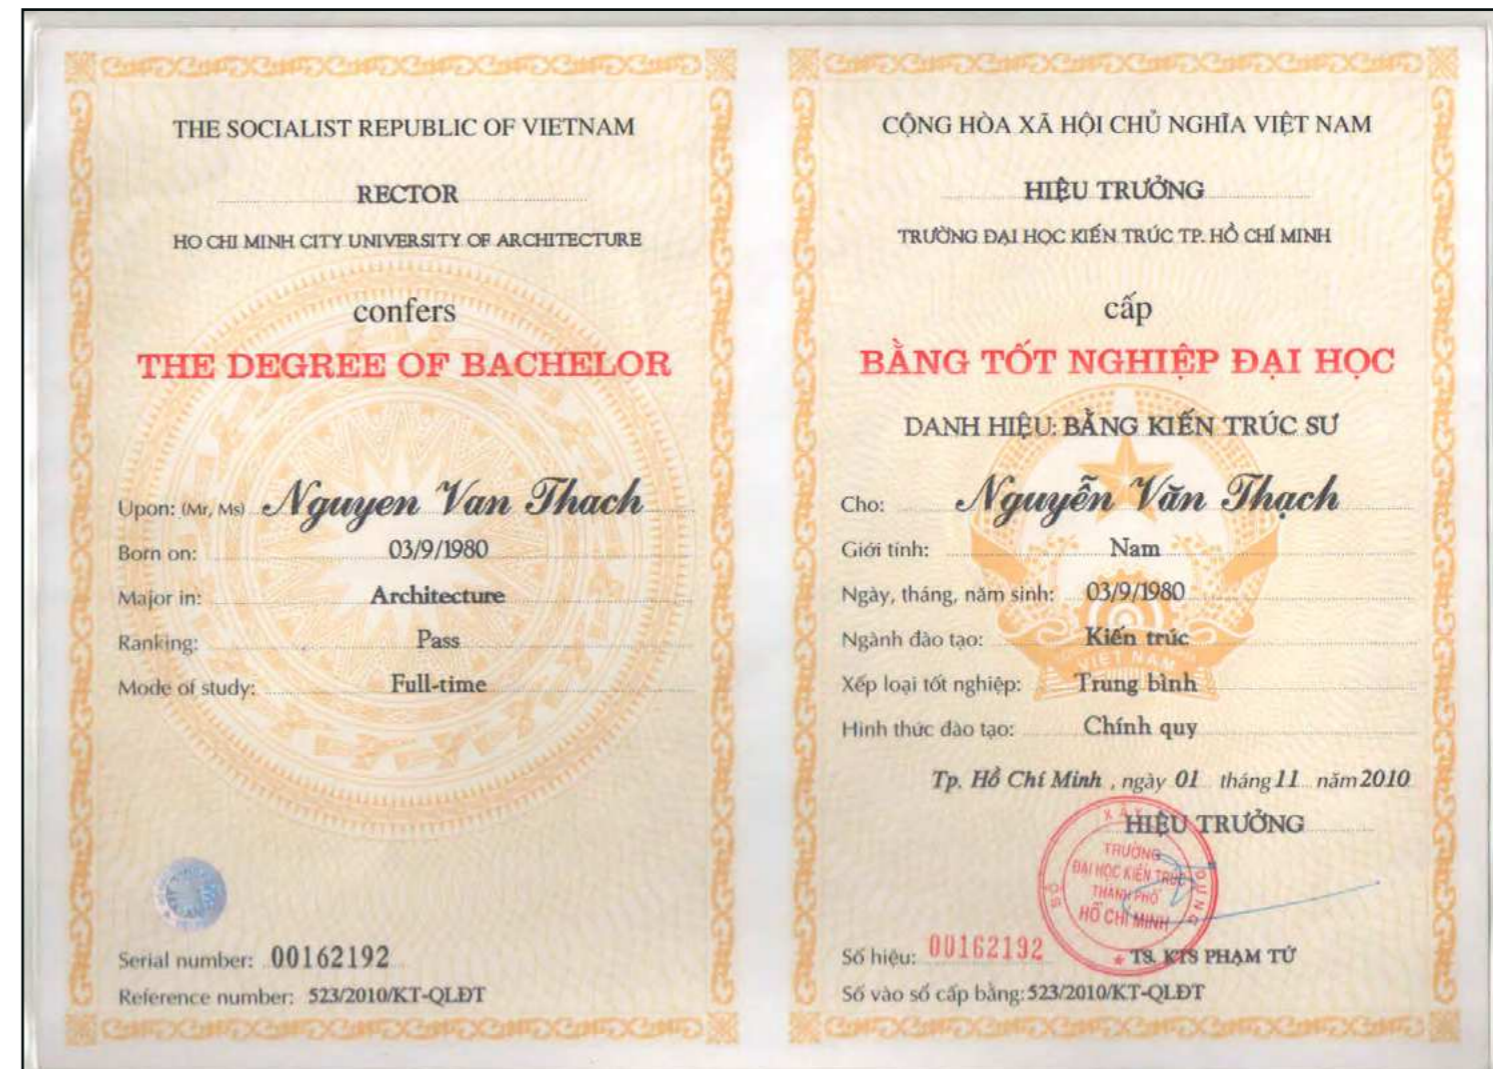 THE SOCIALIST REPUBLIC OF VIETNAM
RECTOR
HO CHI MINH CITY UNIVERSITY OF ARCHITECTURE
confers
THE DEGREE OF BACHELOR
Upon: (Mr, Ms) Nguyen Van Thach
Born on: 03/9/1980
Major in: Architecture
Ranking: Pass
Mode of study: Full-time
Serial number: 00162192
Reference number: 523/2010/KT-QLĐT
CỘNG HÒA XÃ HỘI CHỦ NGHĨA VIỆT NAM
HIỆU TRƯỞNG
TRƯỜNG ĐẠI HỌC KIẾN TRÚC TP. HỒ CHÍ MINH
cấp
BẰNG TỐT NGHIỆP ĐẠI HỌC
DANH HIỆU: BẰNG KIẾN TRÚC SƯ
Cho: Nguyễn Văn Thạch
Giới tính: Nam
Ngày, tháng, năm sinh: 03/9/1980
Ngành đào tạo: Kiến trúc
VIỆT NAM
Xếp loại tốt nghiệp: Trung bình
Hình thức đào tạo: Chính quy
Tp. Hồ Chí Minh , ngày 01 tháng 11 năm 2010
HIỆU TRƯỞNG
BỘ XÂY DỰNG
TRƯỜNG
ĐẠI HỌC KIẾN TRÚC
THÀNH PHỐ
HỒ CHÍ MINH
Số hiệu: 00162192
TS. KTS PHẠM TỨ
Số vào sổ cấp bằng: 523/2010/KT-QLĐT